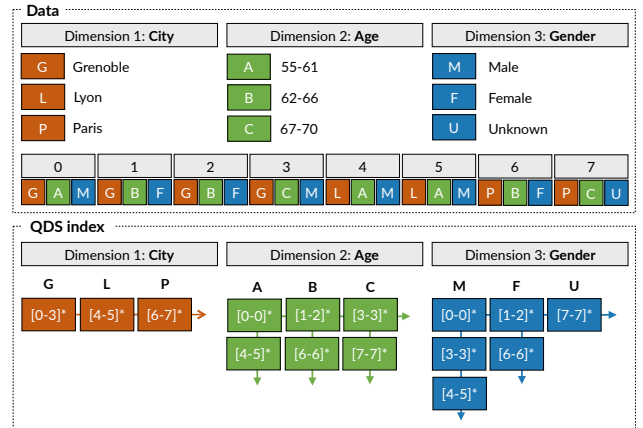 Data
Dimension 1: City Dimension 2: Age Dimension 3: Gender
G Grenoble A 55-61 M Male
L Lyon B 62-66 F Female
P Paris C 67-70 U Unknown
0 1 2 3 4 5 6 7
G A M G B F G B F G C M L A M L A M P B F P C U
QDS index
Dimension 1: City Dimension 2: Age Dimension 3: Gender
G L P A B C M F U
[0-3]* [4-5]* [6-7]* [0-0]* [1-2]* [3-3]* [0-0]* [1-2]* [7-7]*
[4-5]* [6-6]* [7-7]* [3-3]* [6-6]*
[4-5]*